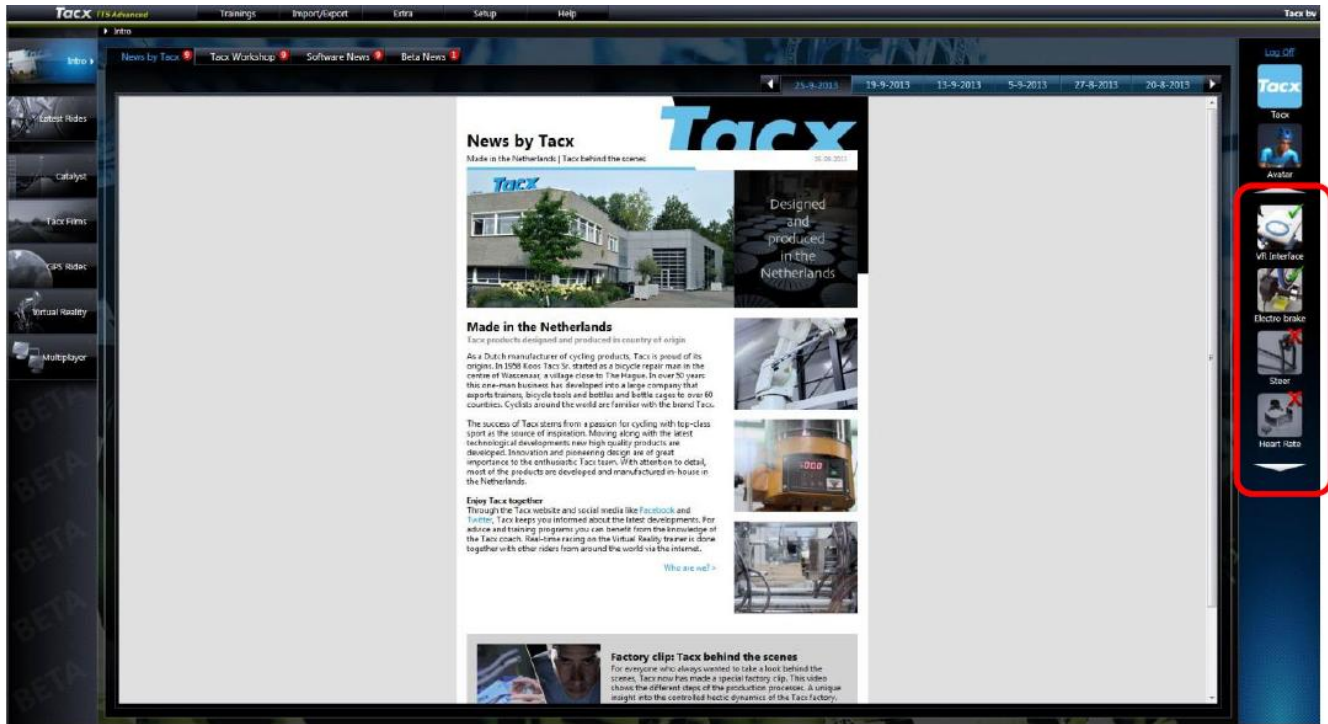 Tacx TTS Advanced Trainings Import/Export Extra Setup Help Tacx bv
Intro
Intro
News by Tacx 9 Tacx Workshop 9 Software News 9 Beta News 1
Log Off
25-9-2013 19-9-2013 13-9-2013 5-9-2013 27-8-2013 20-8-2013
Tacx
Tacx
Latest Rides
Catalyst
Tacx Films
GPS Rides
Virtual Reality
Multiplayer
BETA
BETA
BETA
BETA
BETA
Tacx
News by Tacx
Made in the Netherlands | Tacx behind the scenes
Tacx
Designed
and
produced
in the
Netherlands
Made in the Netherlands
Tacx products designed and produced in country of origin
As a Dutch manufacturer of cycling products, Tacx is proud of its
origins. In 1958 Koos Tacx Sr. started as a bicycle repair man in the
centre of Wassenaar, a village close to The Hague. In over 50 years
this one-man business has developed into a large company that
exports trainers, bicycle tools and bottles and bottle cages to over 60
countries. Cyclists around the world are familiar with the brand Tacx.
The success of Tacx stems from a passion for cycling with top-class
sport as the source of inspiration. Moving along with the latest
technological developments new high quality products are
developed. Innovation and pioneering design are of great
importance to the enthusiastic Tacx team. With attention to detail,
most of the products are developed and manufactured in-house in
the Netherlands.
Enjoy Tacx together
Through the Tacx website and social media like Facebook and
Twitter, Tacx keeps you informed about the latest developments. For
advice and training programs you can benefit from the knowledge of
the Tacx coach. Real-time racing on the Virtual Reality trainer is done
together with other riders from around the world via the internet.
Who are we? >
Factory clip: Tacx behind the scenes
For everyone who always wanted to take a look behind the
scenes, Tacx now has made a special factory clip. This video
shows the different steps of the production processes. A unique
insight into the controlled hectic dynamics of the Tacx factory.
Avatar
VR Interface
Electro brake
Steer
Heart Rate